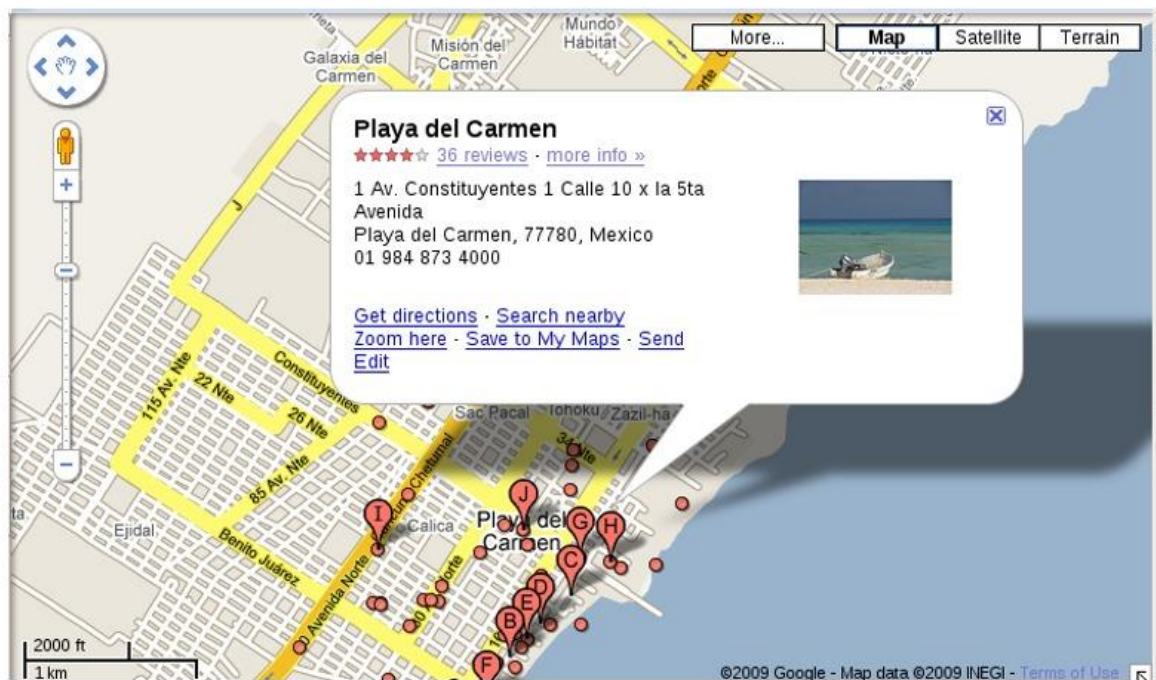 More...
Map
Satellite
Terrain
Mundo
Hábitat
Misión del
Carmen
Galaxia del
Carmen
Playa del Carmen
36 reviews - more info »
1 Av. Constituyentes 1 Calle 10 x la 5ta
Avenida
Playa del Carmen, 77780, Mexico
01 984 873 4000
Get directions - Search nearby
Zoom here - Save to My Maps - Send
Edit
J
Constituyentes
115 Av. Nte
22 Nte
26 Nte
85 Av. Nte
Sac Pacal
Tohoku
Zazil-ha
34 Nte
Chetumal
Ejidal
Calica
Benito Juárez
Avenida Norte
Playa del
Carmen
I
J
G
H
C
D
E
B
F
2000 ft
1 km
©2009 Google - Map data ©2009 INEGI - Terms of Use